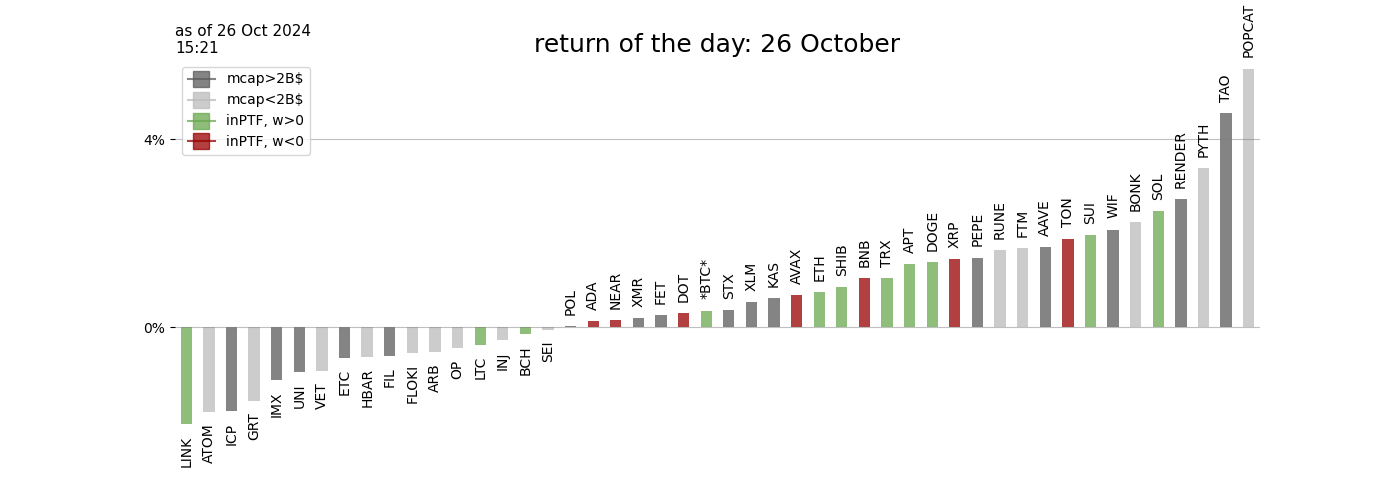 as of 26 Oct 2024
15:21
return of the day: 26 October
mcap>2B$
mcap<2B$
inPTF, w>0
inPTF, w<0
4%
0%
LINK
ATOM
ICP
GRT
IMX
UNI
VET
ETC
HBAR
FIL
FLOKI
ARB
OP
LTC
INJ
BCH
SEI
POL
ADA
NEAR
XMR
FET
DOT
*BTC*
STX
XLM
KAS
AVAX
ETH
SHIB
BNB
TRX
APT
DOGE
XRP
PEPE
RUNE
FTM
AAVE
TON
SUI
WIF
BONK
SOL
RENDER
PYTH
TAO
POPCAT